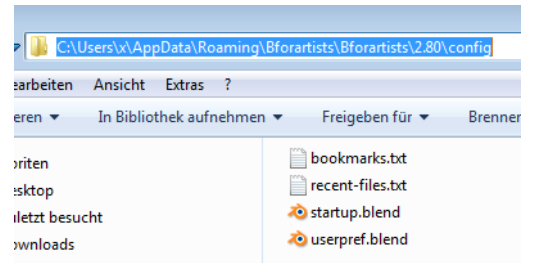 C:\Users\x\AppData\Roaming\Bforartists\Bforartists\2.80\config
earbeiten Ansicht Extras ?
eren In Bibliothek aufnehmen Freigeben für Brennen
oriten
esktop
uletzt besucht
ownloads
bookmarks.txt
recent-files.txt
startup.blend
userpref.blend